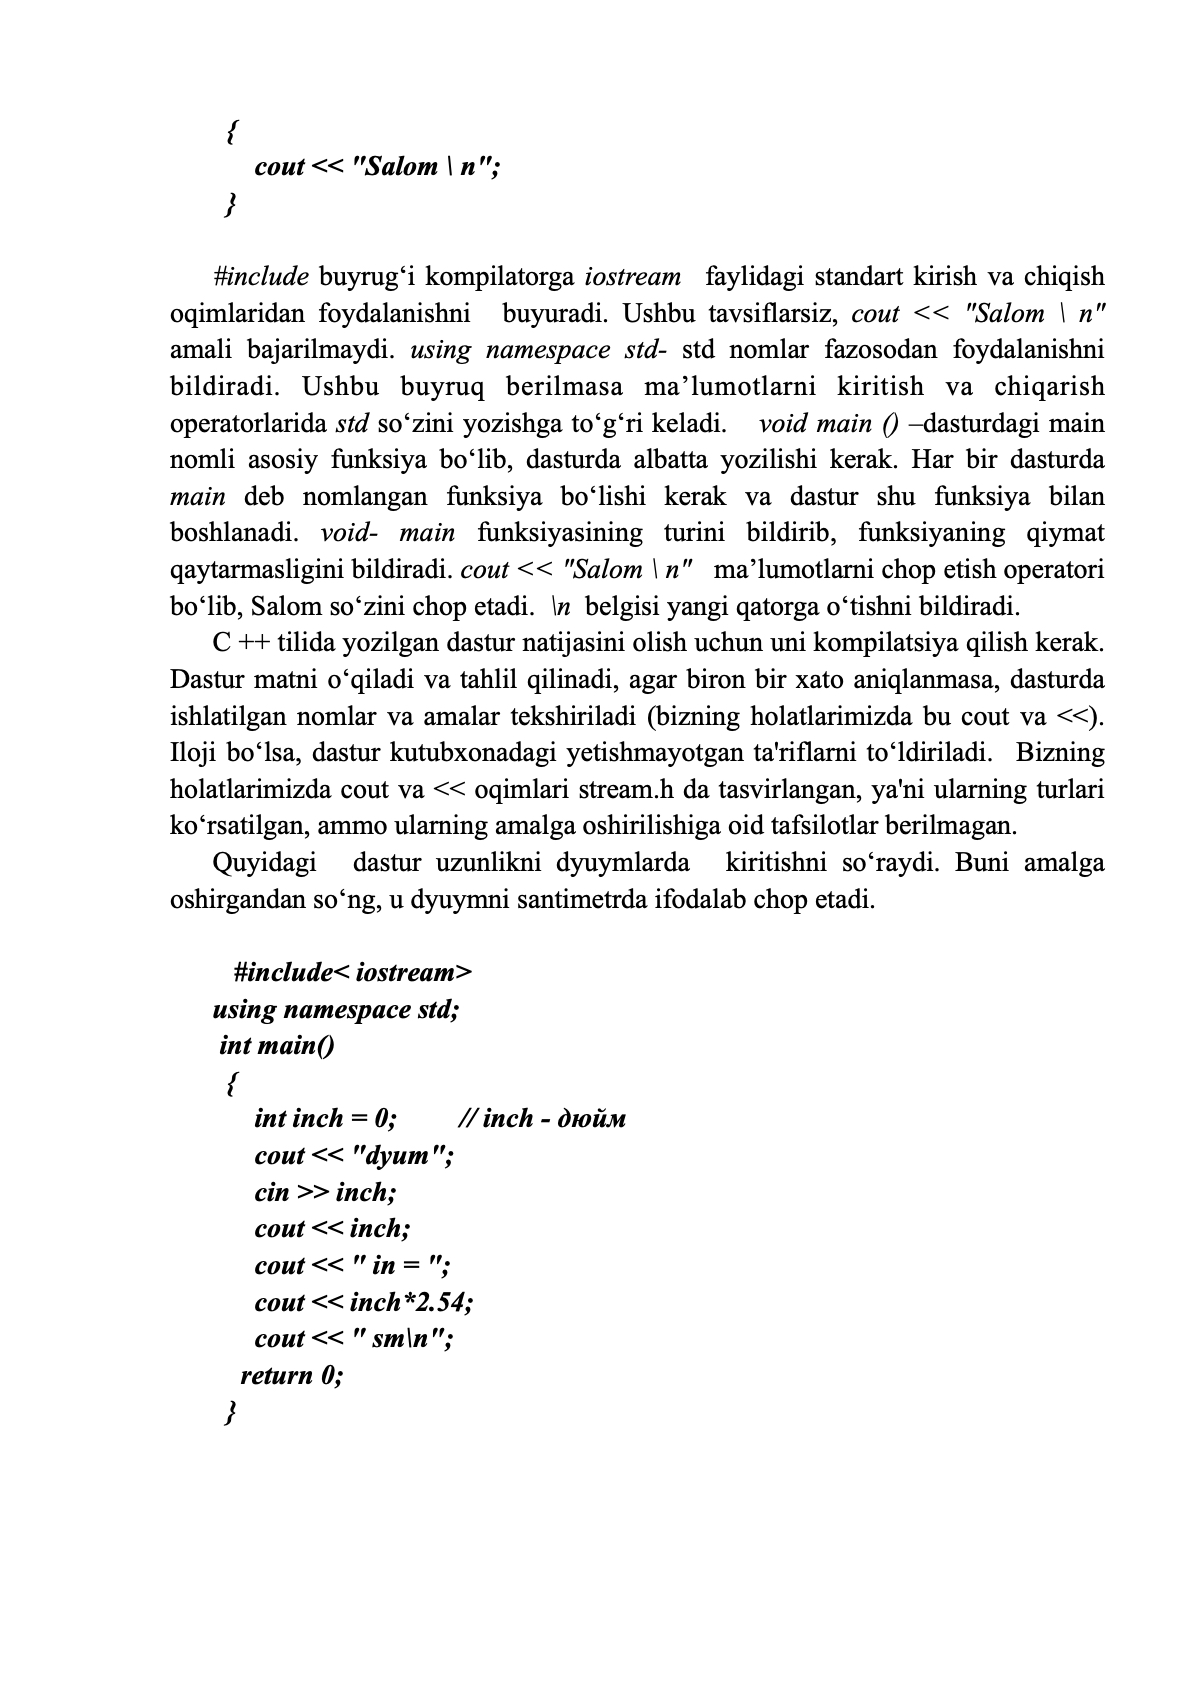 {
cout << "Salom \ n";
}
#include buyrug‘i kompilatorga iostream faylidagi standart kirish va chiqish
oqimlaridan foydalanishni buyuradi. Ushbu tavsiflarsiz, cout << "Salom \ n"
amali bajarilmaydi. using namespace std- std nomlar fazosodan foydalanishni
bildiradi. Ushbu buyruq berilmasa ma’lumotlarni kiritish va chiqarish
operatorlarida std so‘zini yozishga to‘g‘ri keladi. void main () –dasturdagi main
nomli asosiy funksiya bo‘lib, dasturda albatta yozilishi kerak. Har bir dasturda
main deb nomlangan funksiya bo‘lishi kerak va dastur shu funksiya bilan
boshlanadi. void- main funksiyasining turini bildirib, funksiyaning qiymat
qaytarmasligini bildiradi. cout << "Salom \ n" ma’lumotlarni chop etish operatori
bo‘lib, Salom so‘zini chop etadi. \n belgisi yangi qatorga o‘tishni bildiradi.
C ++ tilida yozilgan dastur natijasini olish uchun uni kompilatsiya qilish kerak.
Dastur matni o‘qiladi va tahlil qilinadi, agar biron bir xato aniqlanmasa, dasturda
ishlatilgan nomlar va amalar tekshiriladi (bizning holatlarimizda bu cout va <<).
Iloji bo‘lsa, dastur kutubxonadagi yetishmayotgan ta'riflarni to‘ldiriladi. Bizning
holatlarimizda cout va << oqimlari stream.h da tasvirlangan, ya'ni ularning turlari
ko‘rsatilgan, ammo ularning amalga oshirilishiga oid tafsilotlar berilmagan.
Quyidagi dastur uzunlikni dyuymlarda kiritishni so‘raydi. Buni amalga
oshirgandan so‘ng, u dyuymni santimetrda ifodalab chop etadi.
#include< iostream>
using namespace std;
int main()
{
int inch = 0; // inch - дюйм
cout << "dyum";
cin >> inch;
cout << inch;
cout << " in = ";
cout << inch*2.54;
cout << " sm\n";
return 0;
}